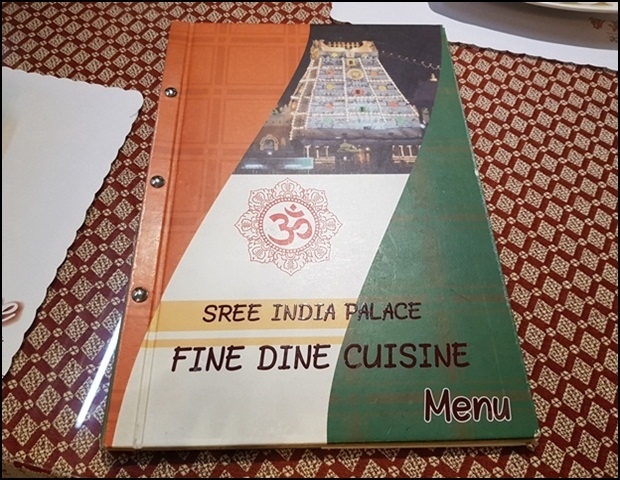 ॐ
SREE INDIA PALACE
FINE DINE CUISINE
Menu